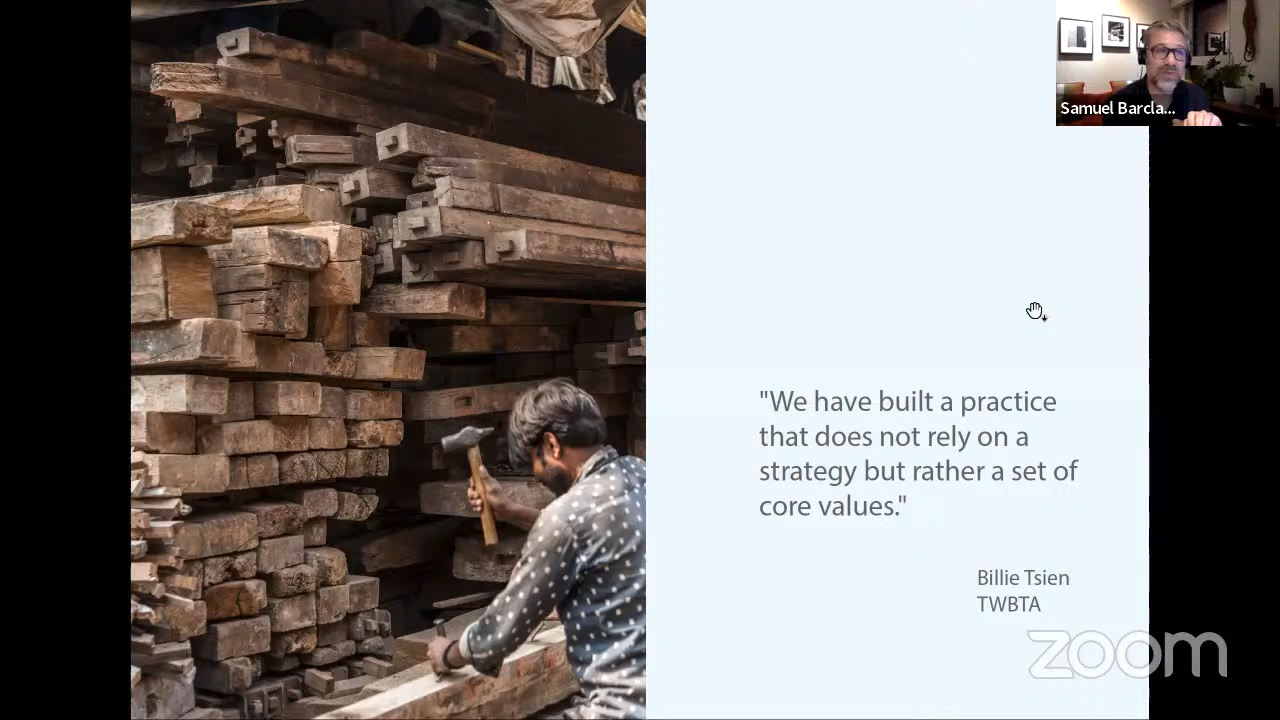 Samuel Barcla...
"We have built a practice
that does not rely on a
strategy but rather a set of
core values."
Billie Tsien
TWBTA
zoom